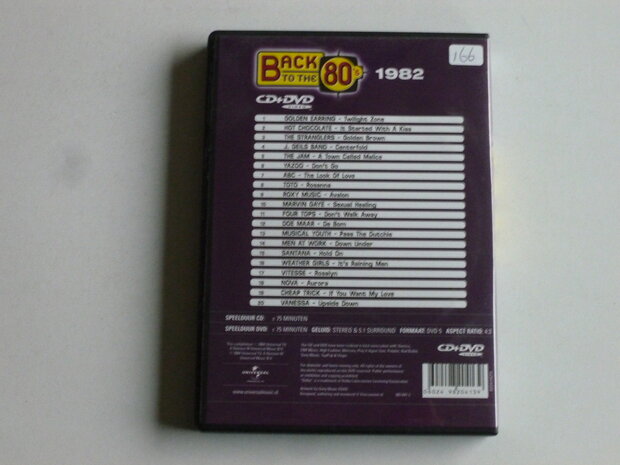 166
BACK
TO THE 80's 1982
CD+DVD
VIDEO
1 GOLDEN EARRING - Twilight Zone
2 HOT CHOCOLATE - It Started With A Kiss
3 THE STRANGLERS - Golden Brown
4 J. GEILS BAND - Centerfold
5 THE JAM - A Town Called Malice
6 YAZOO - Don't Go
7 ABC - The Look Of Love
8 TOTO - Rosanna
9 ROXY MUSIC - Avalon
10 MARVIN GAYE - Sexual Healing
11 FOUR TOPS - Don't Walk Away
12 DOE MAAR - De Bom
13 MUSICAL YOUTH - Pass The Dutchie
14 MEN AT WORK - Down Under
15 SANTANA - Hold On
16 WEATHER GIRLS - It's Raining Men
17 VITESSE - Rosalyn
18 NOVA - Aurora
19 CHEAP TRICK - If You Want My Love
20 VANESSA - Upside Down
SPEELDUUR CD: ± 75 MINUTEN
SPEELDUUR DVD: ± 75 MINUTEN GELUID: STEREO & 5.1 SURROUND FORMAAT: DVD 5 ASPECT RATIO: 4:3
CD+DVD
VIDEO
UNIVERSAL
www.universalmusic.nl